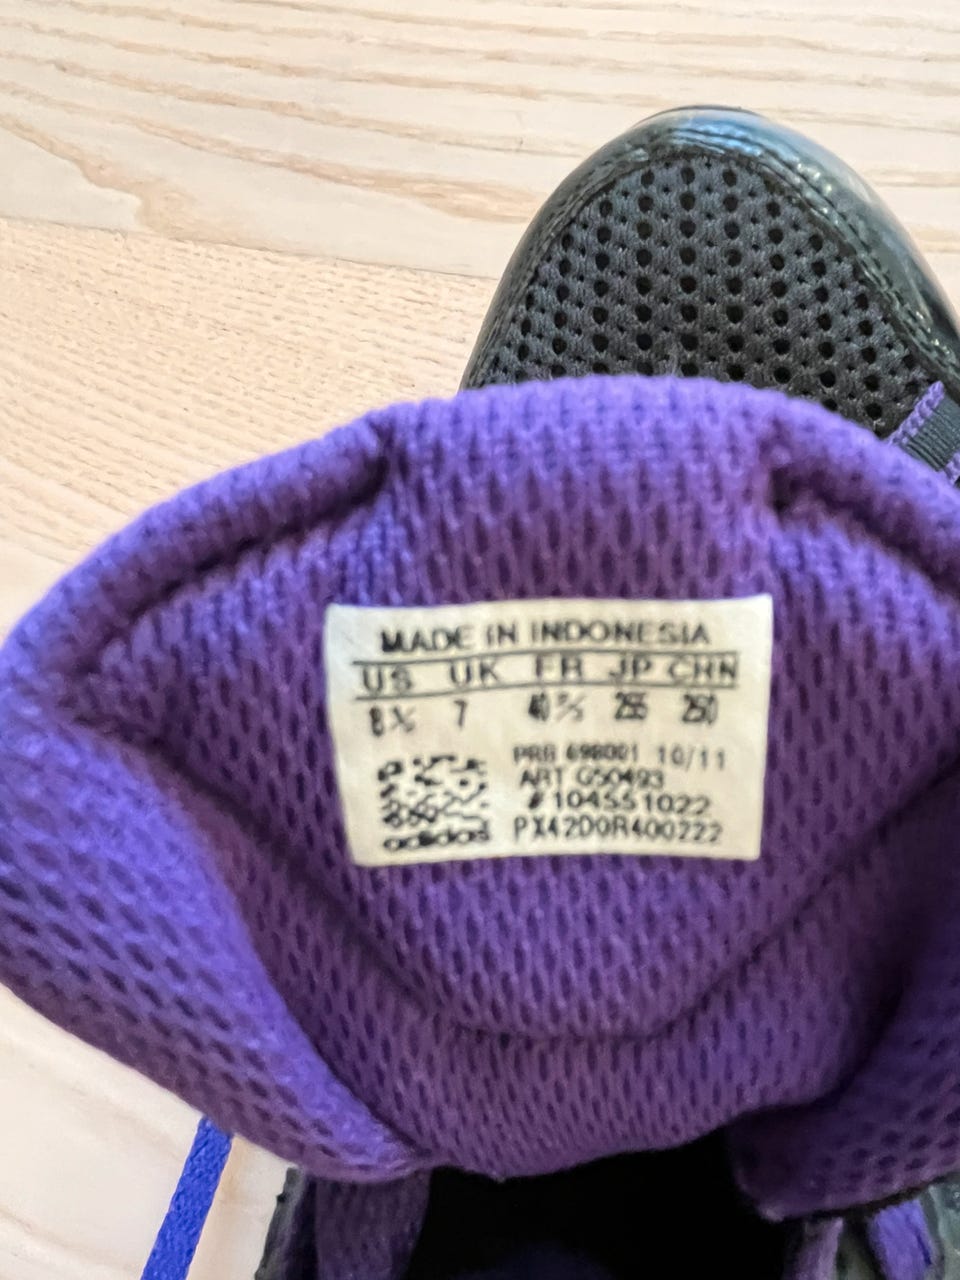 MADE IN INDONESIA
US UK FR JP CHN
8½ 7 40⅔ 255 250
PRB 698001 10/11
ART G50493
#104551022
PX42D0R400222
adidas